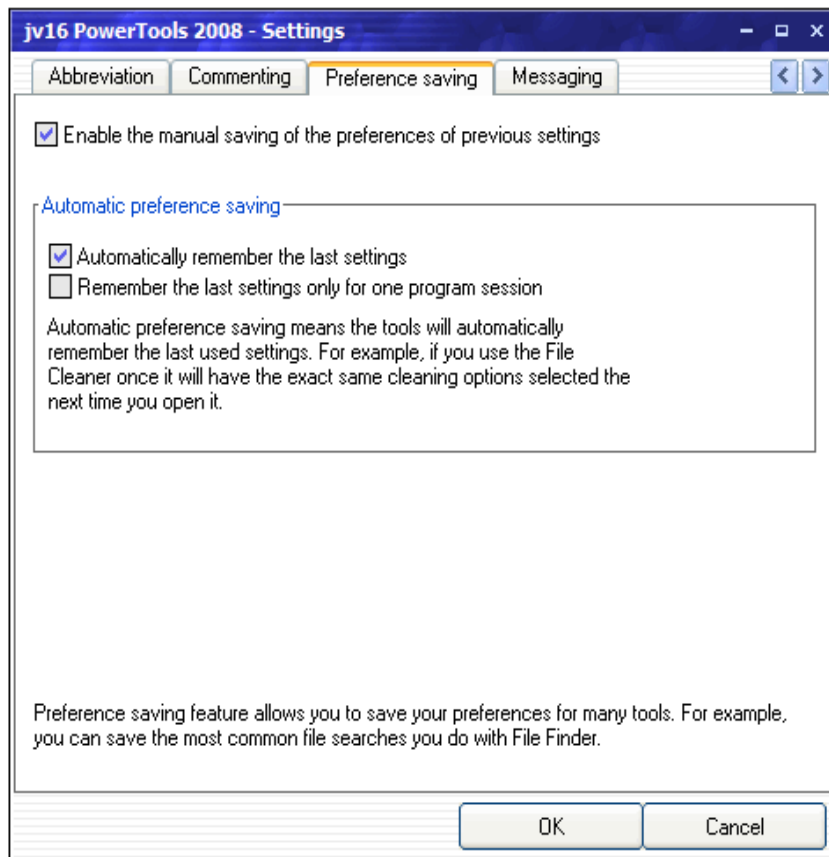 jv16 PowerTools 2008 - Settings
Abbreviation Commenting Preference saving Messaging
Enable the manual saving of the preferences of previous settings
Automatic preference saving
Automatically remember the last settings
Remember the last settings only for one program session
Automatic preference saving means the tools will automatically
remember the last used settings. For example, if you use the File
Cleaner once it will have the exact same cleaning options selected the
next time you open it.
Preference saving feature allows you to save your preferences for many tools. For example,
you can save the most common file searches you do with File Finder.
OK Cancel